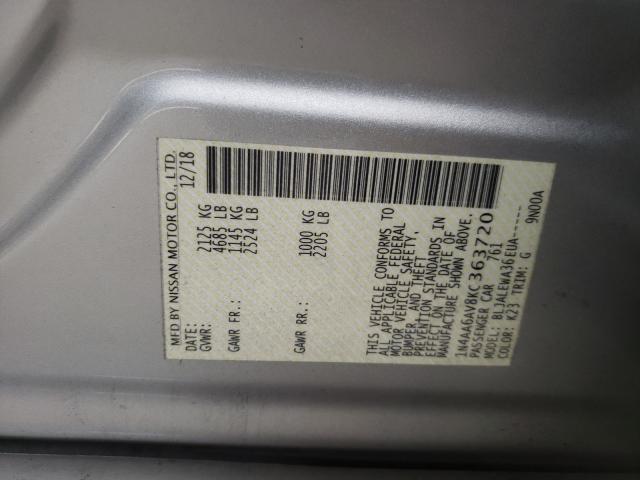 MFD BY NISSAN MOTOR CO., LTD.
12/18
GVWR: 2125 KG
4685 LB
GAWR FR.: 1145 KG
2524 LB
GAWR RR.: 1000 KG
2205 LB
THIS VEHICLE CONFORMS TO
ALL APPLICABLE FEDERAL
MOTOR VEHICLE SAFETY,
BUMPER, AND THEFT
PREVENTION STANDARDS IN
EFFECT ON THE DATE OF
MANUFACTURE SHOWN ABOVE.
1N4AA6AV8KC 363720
PASSENGER CAR 761
MODEL: BLJALEWA36EUA------
COLOR: K23 TRIM: G 9N00A